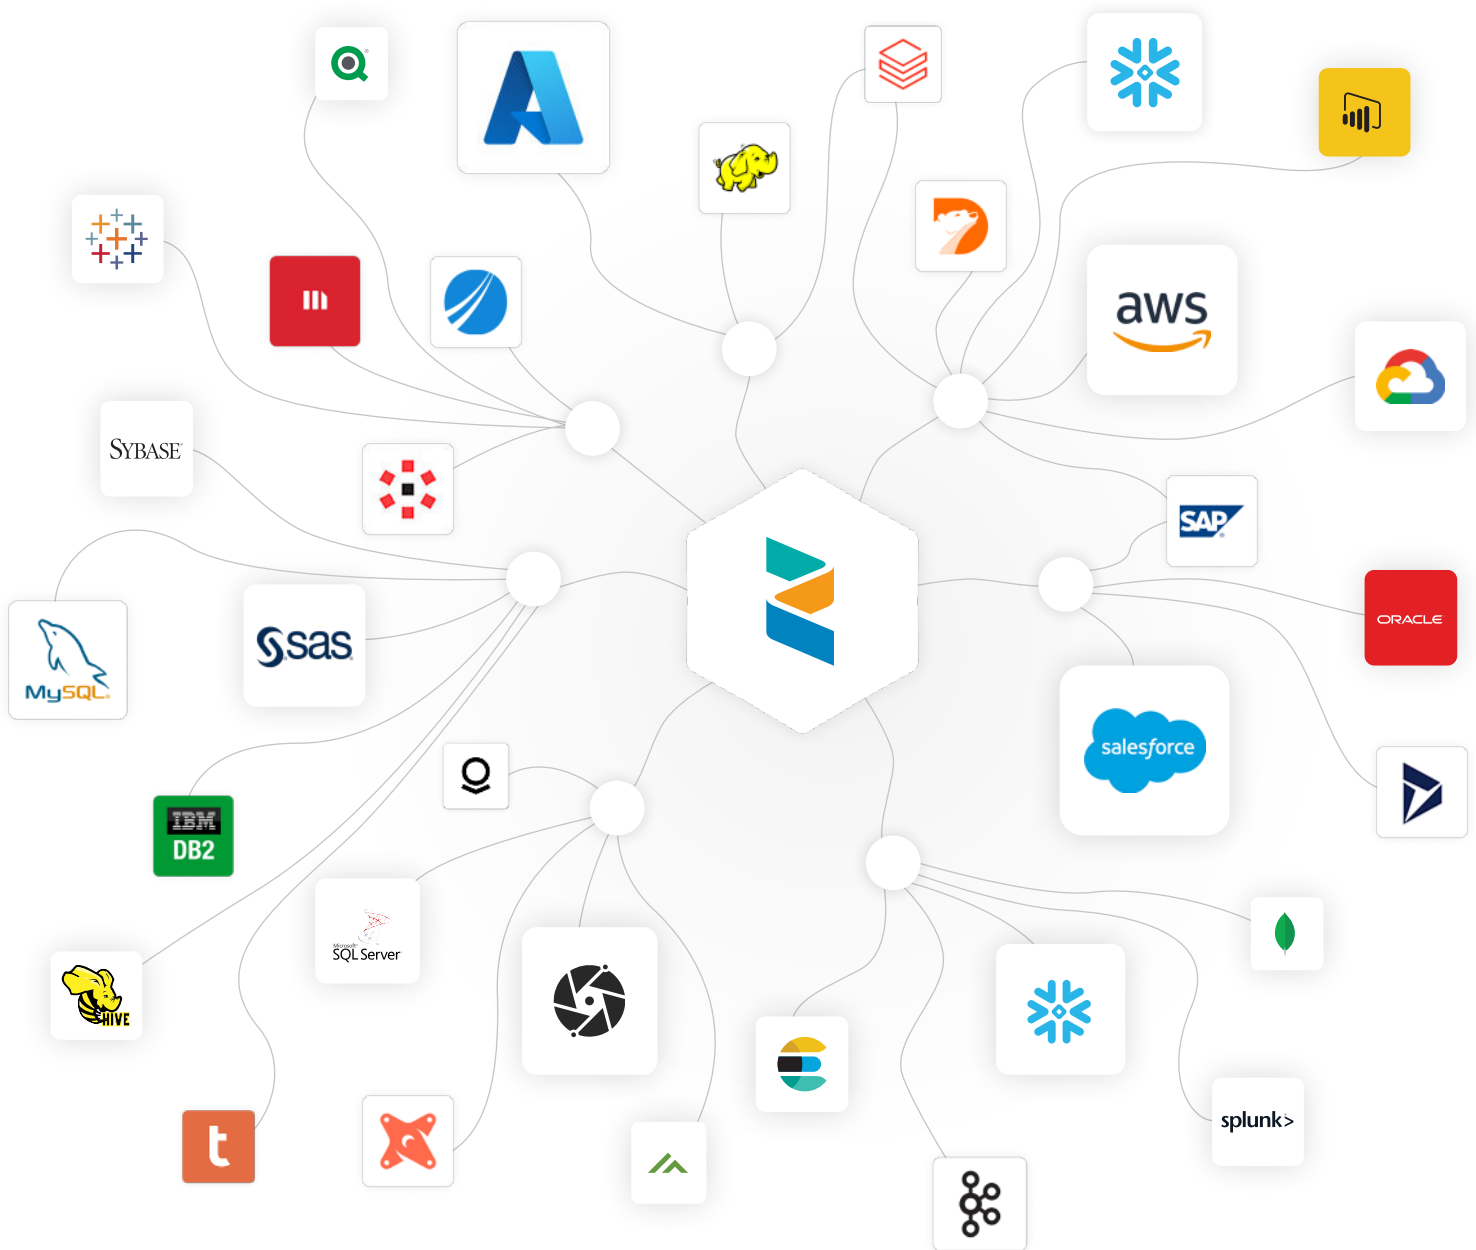 aws
SYBASE
SAP
ORACLE
sas
MySQL
salesforce
IBM
DB2
Microsoft
SQL Server
HIVE
splunk>
t